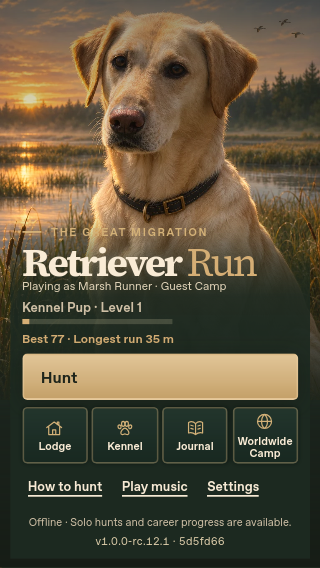 THE GREAT MIGRATION
Retriever Run
Playing as Marsh Runner · Guest Camp
Kennel Pup · Level 1
Best 77 · Longest run 35 m
Hunt
Lodge
Kennel
Journal
Worldwide
Camp
How to hunt
Play music
Settings
Offline · Solo hunts and career progress are available.
v1.0.0-rc.12.1 · 5d5fd66